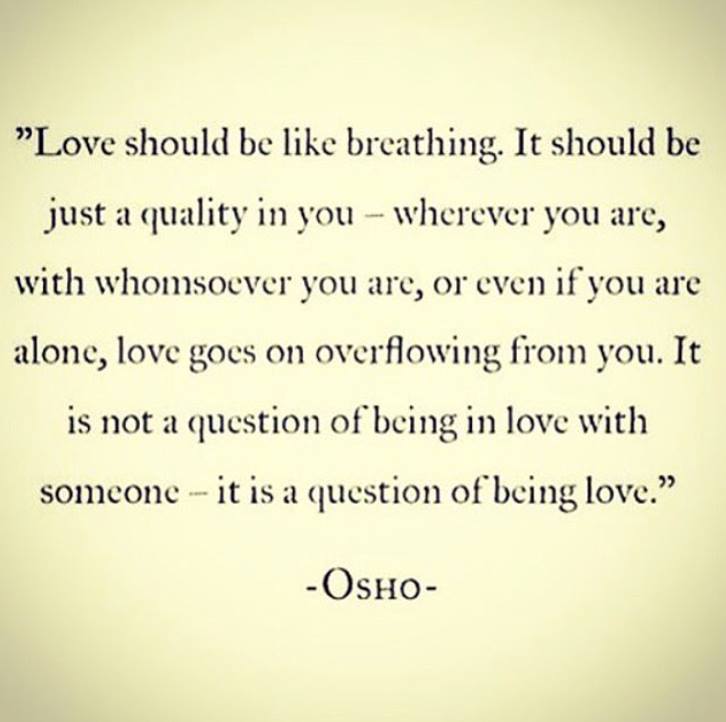 ”Love should be like breathing. It should be
just a quality in you – wherever you are,
with whomsoever you are, or even if you are
alone, love goes on overflowing from you. It
is not a question of being in love with
someone – it is a question of being love.”
-Osho-